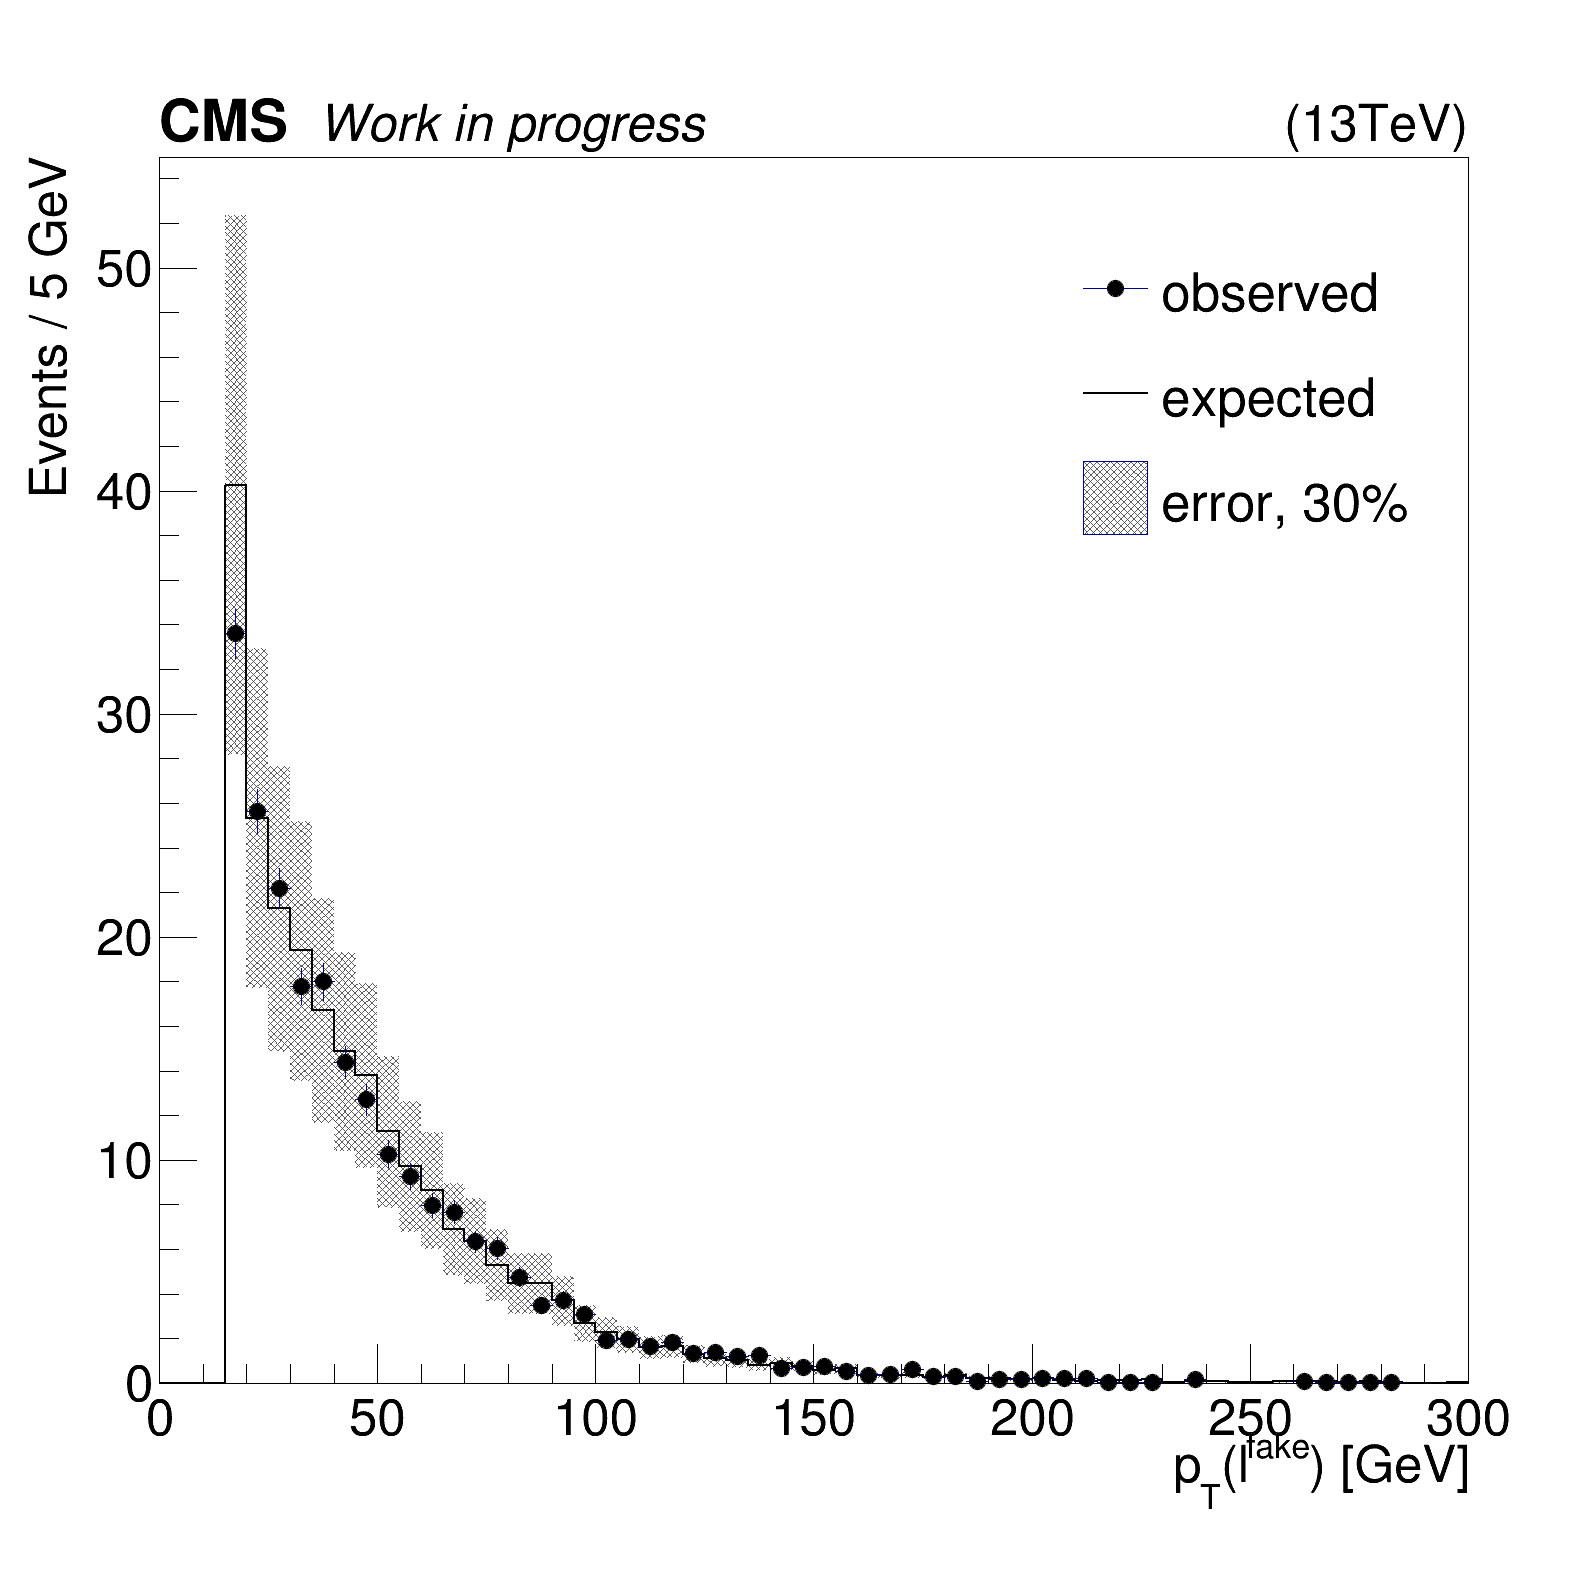 CMS Work in progress (13TeV)
Events / 5 GeV
observed
expected
error, 30%
50
40
30
20
10
0
0 50 100 150 200 250 300
p_T(l^fake) [GeV]